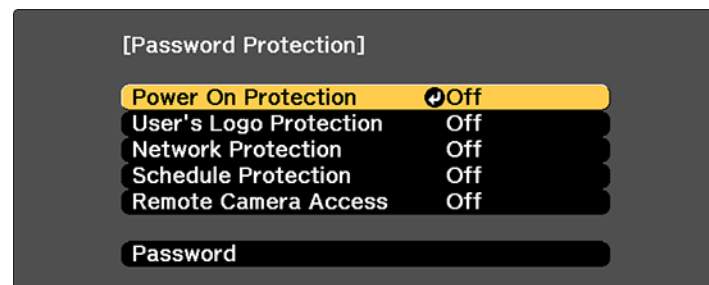 [Password Protection]
Power On Protection Off
User's Logo Protection Off
Network Protection Off
Schedule Protection Off
Remote Camera Access Off
Password